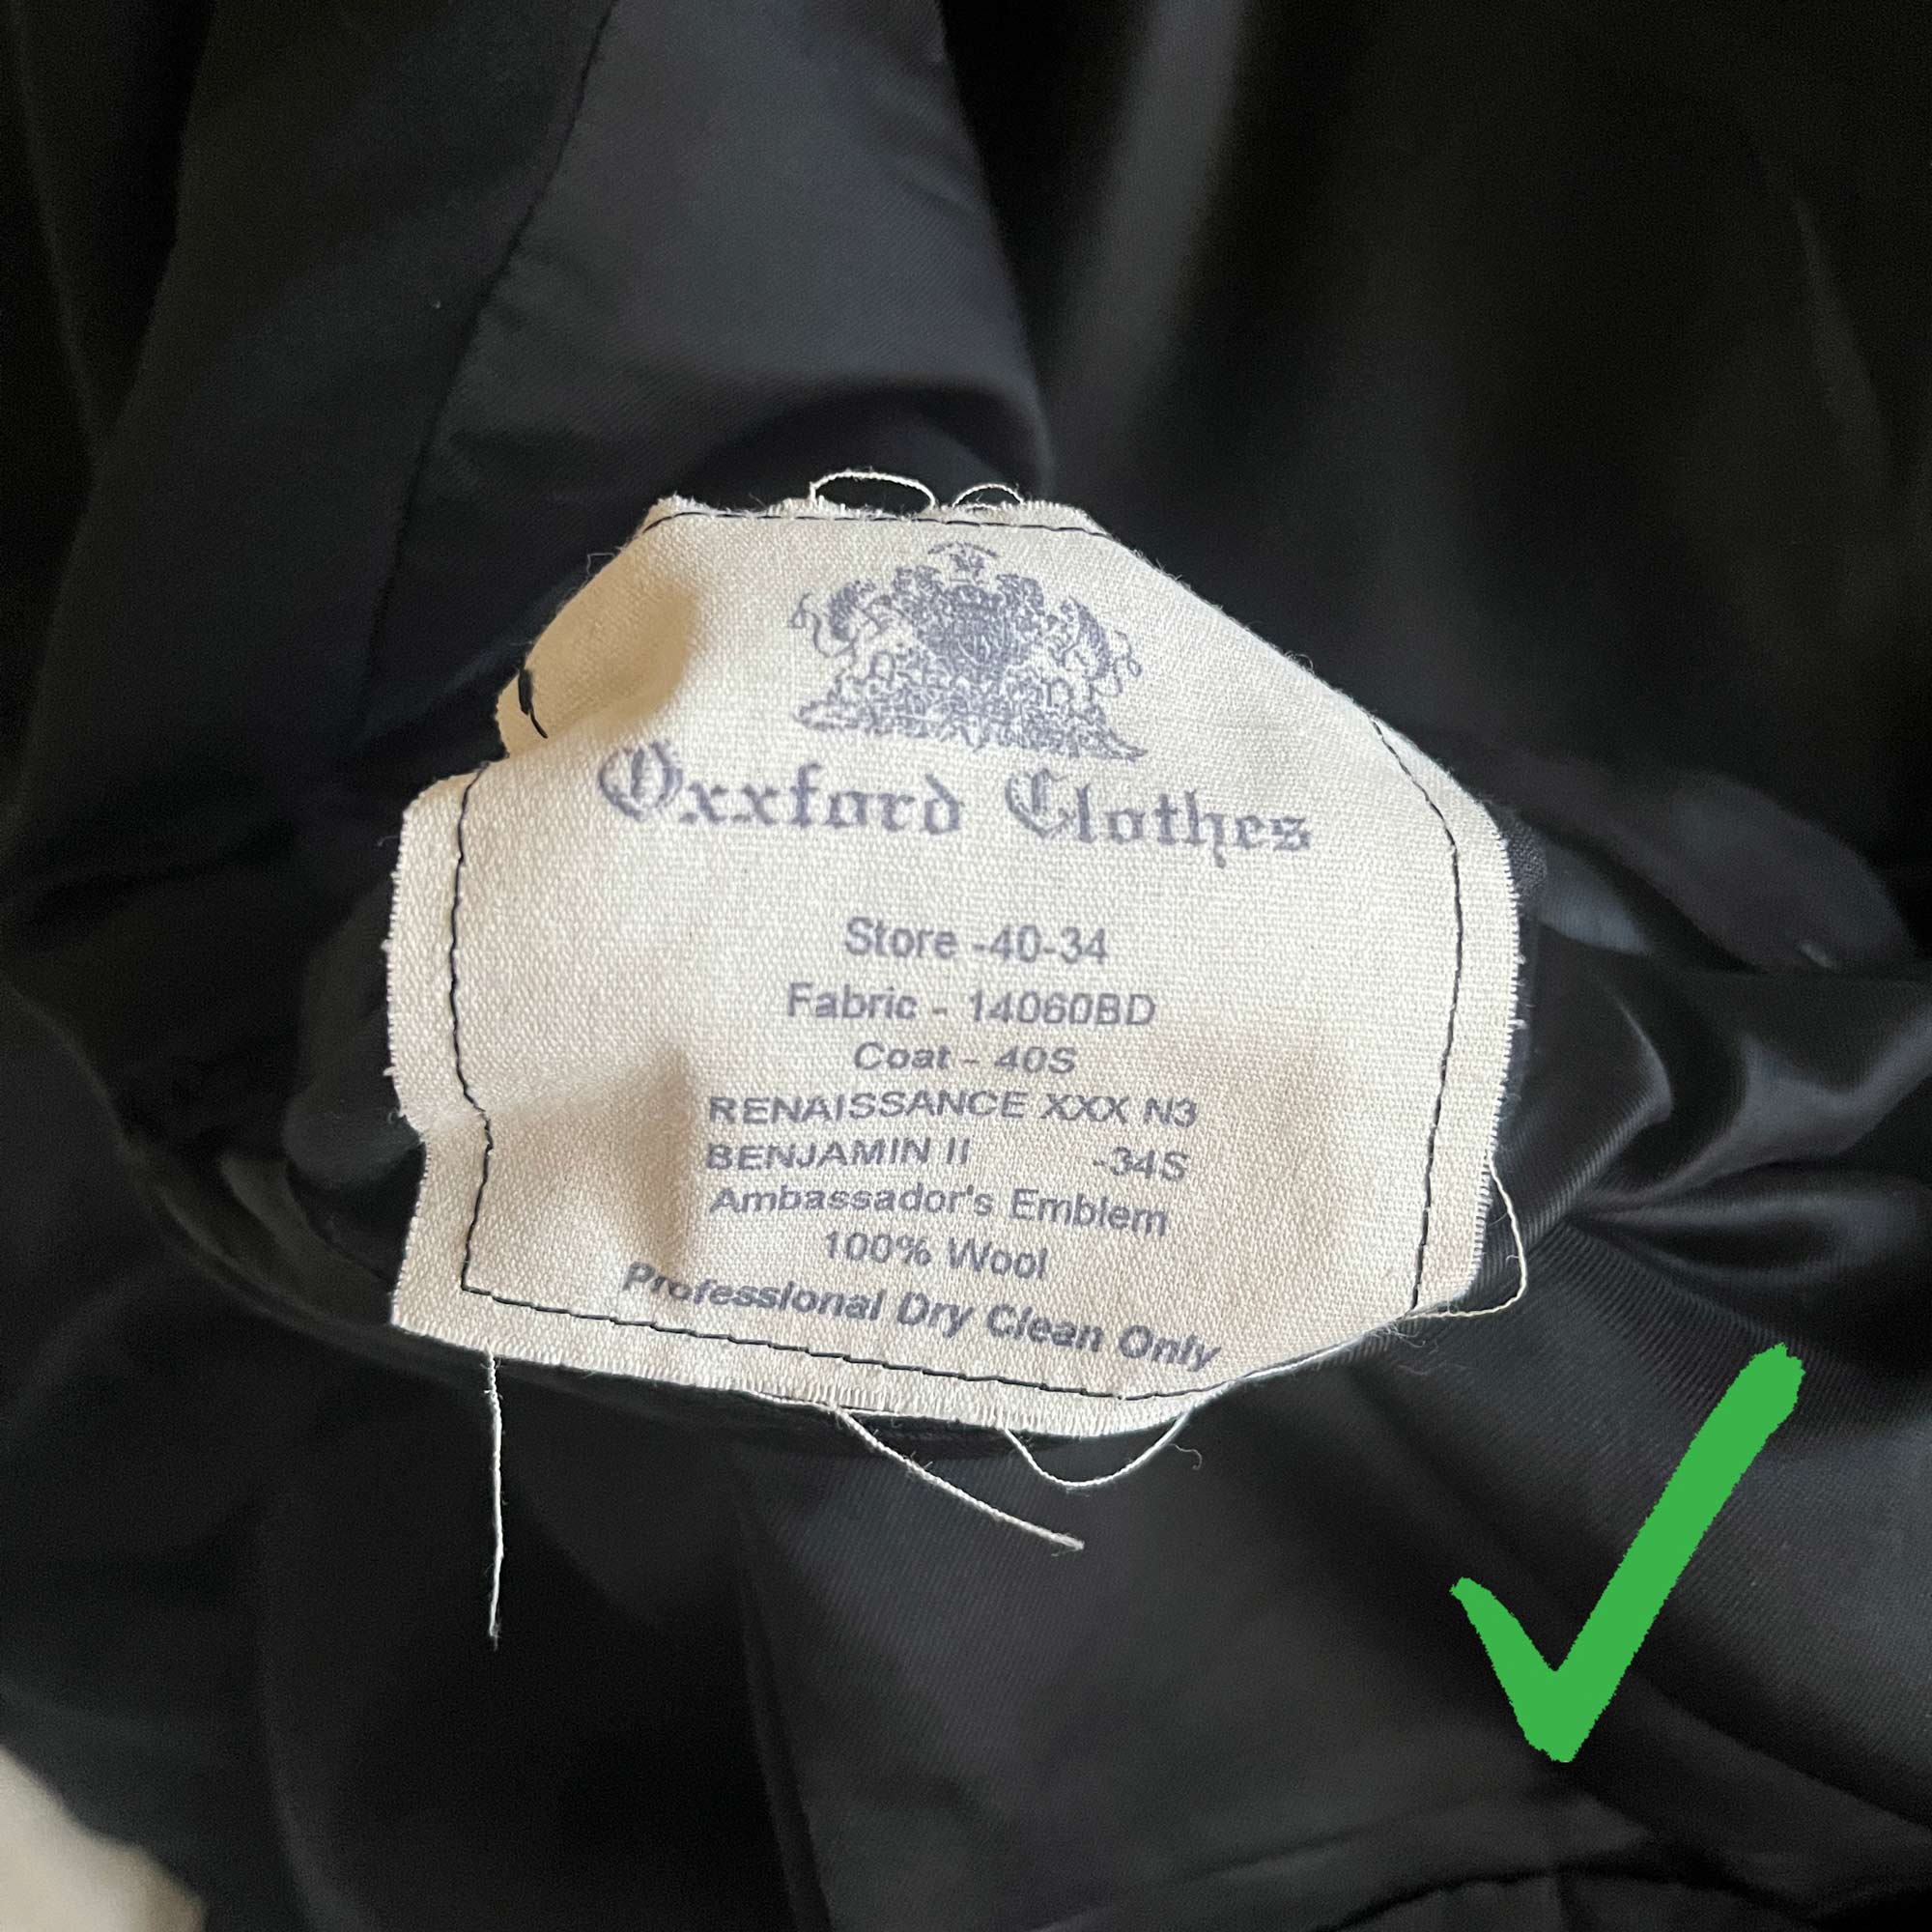 Oxxford Clothes
Store -40-34
Fabric - 14060BD
Coat - 40S
RENAISSANCE XXX N3
BENJAMIN II -34S
Ambassador's Emblem
100% Wool
Professional Dry Clean Only